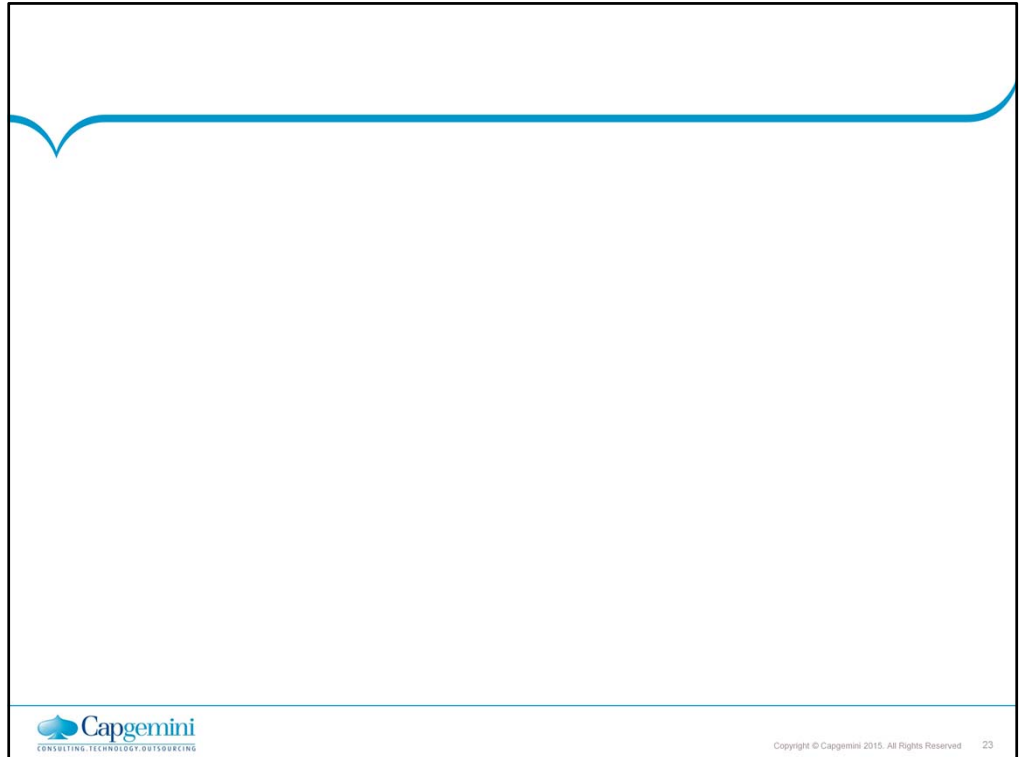 Capgemini
CONSULTING.TECHNOLOGY.OUTSOURCING
Copyright © Capgemini 2015. All Rights Reserved 23